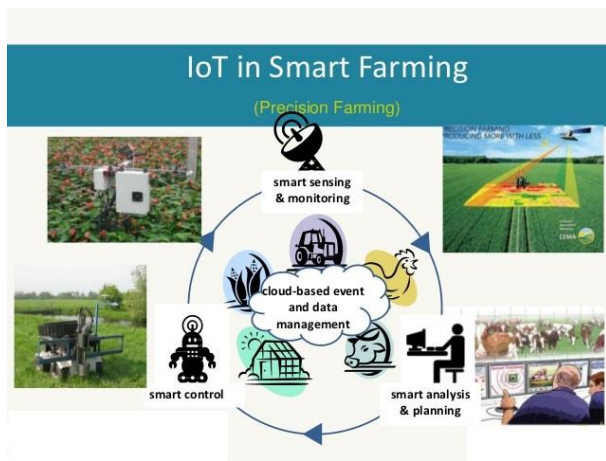 IoT in Smart Farming
(Precision Farming)
PRECISION FARMING:
PRODUCING MORE WITH LESS
smart sensing
& monitoring
CEMA
cloud-based event
and data
management
smart control
smart analysis
& planning